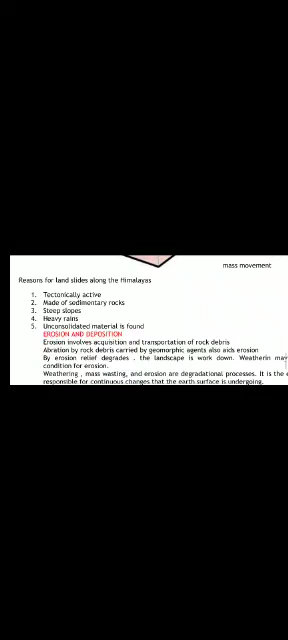 mass movement
Reasons for land slides along the Himalayas
1. Tectonically active
2. Made of sedimentary rocks
3. Steep slopes
4. Heavy rains
5. Unconsolidated material is found
EROSION AND DEPOSITION
Erosion involves acquisition and transportation of rock debris
Abration by rock debris carried by geomorphic agents also aids erosion
By erosion relief degrades . the landscape is work down. Weatherin may
condition for erosion.
Weathering , mass wasting, and erosion are degradational processes. It is the
responsible for continuous changes that the earth surface is undergoing.